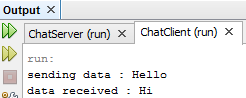 Output
ChatServer (run) ChatClient (run)
run:
sending data : Hello
data received : Hi